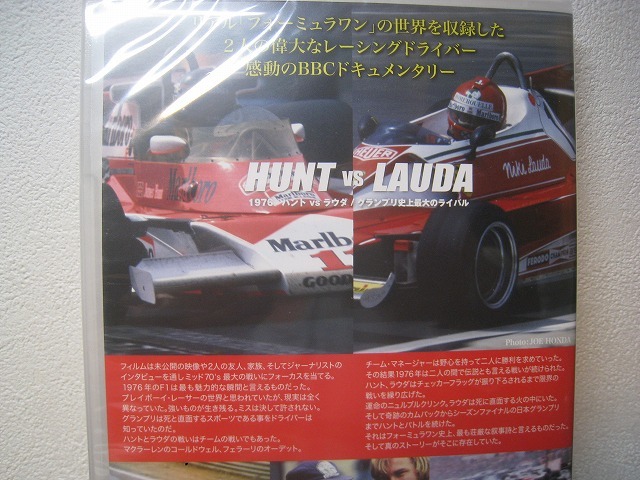 リアル「フォーミュラワン」の世界を収録した
2人の偉大なレーシングドライバー
感動のBBCドキュメンタリー
Marlboro
HEUER
Niki Lauda
HUNT VS LAUDA
1976 ハント vs ラウダ / グランプリ史上最大のライバル
Marlboro
1
GOOD
FERODO
Photo: JOE HONDA
フィルムは未公開の映像や2人の友人、家族、そしてジャーナリストの
インタビューを通しミッド70's 最大の戦いにフォーカスを当てる。
1976年のF1は最も魅力的な瞬間と言えるものだった。
プレイボーイ・レーサーの世界と思われていたが、現実は全く
異なっていた。強いものが生き残る。ミスは決して許されない。
グランプリは死と直面するスポーツである事をドライバーは
知っていたのだ。
ハントとラウダの戦いはチームの戦いでもあった。
マクラーレンのコールドウェル、フェラーリのオーデット。
チーム・マネージャーは野心を持って二人に勝利を求めていった。
その結果1976年は二人の間で伝説とも言える戦いが続けられた。
ハント、ラウダはチェッカーフラッグが振り下ろされるまで限界の
戦いを繰り広げた。
運命のニュルブルクリンク。ラウダは死に直面する火の中にいた。
そして奇跡のカムバックからシーズンファイナルの日本グランプリ
までハントとバトルを続けた。
それはフォーミュラワン史上、最も荘厳な叙事詩と言えるものだった。
そして真のストーリーがそこに存在していた。